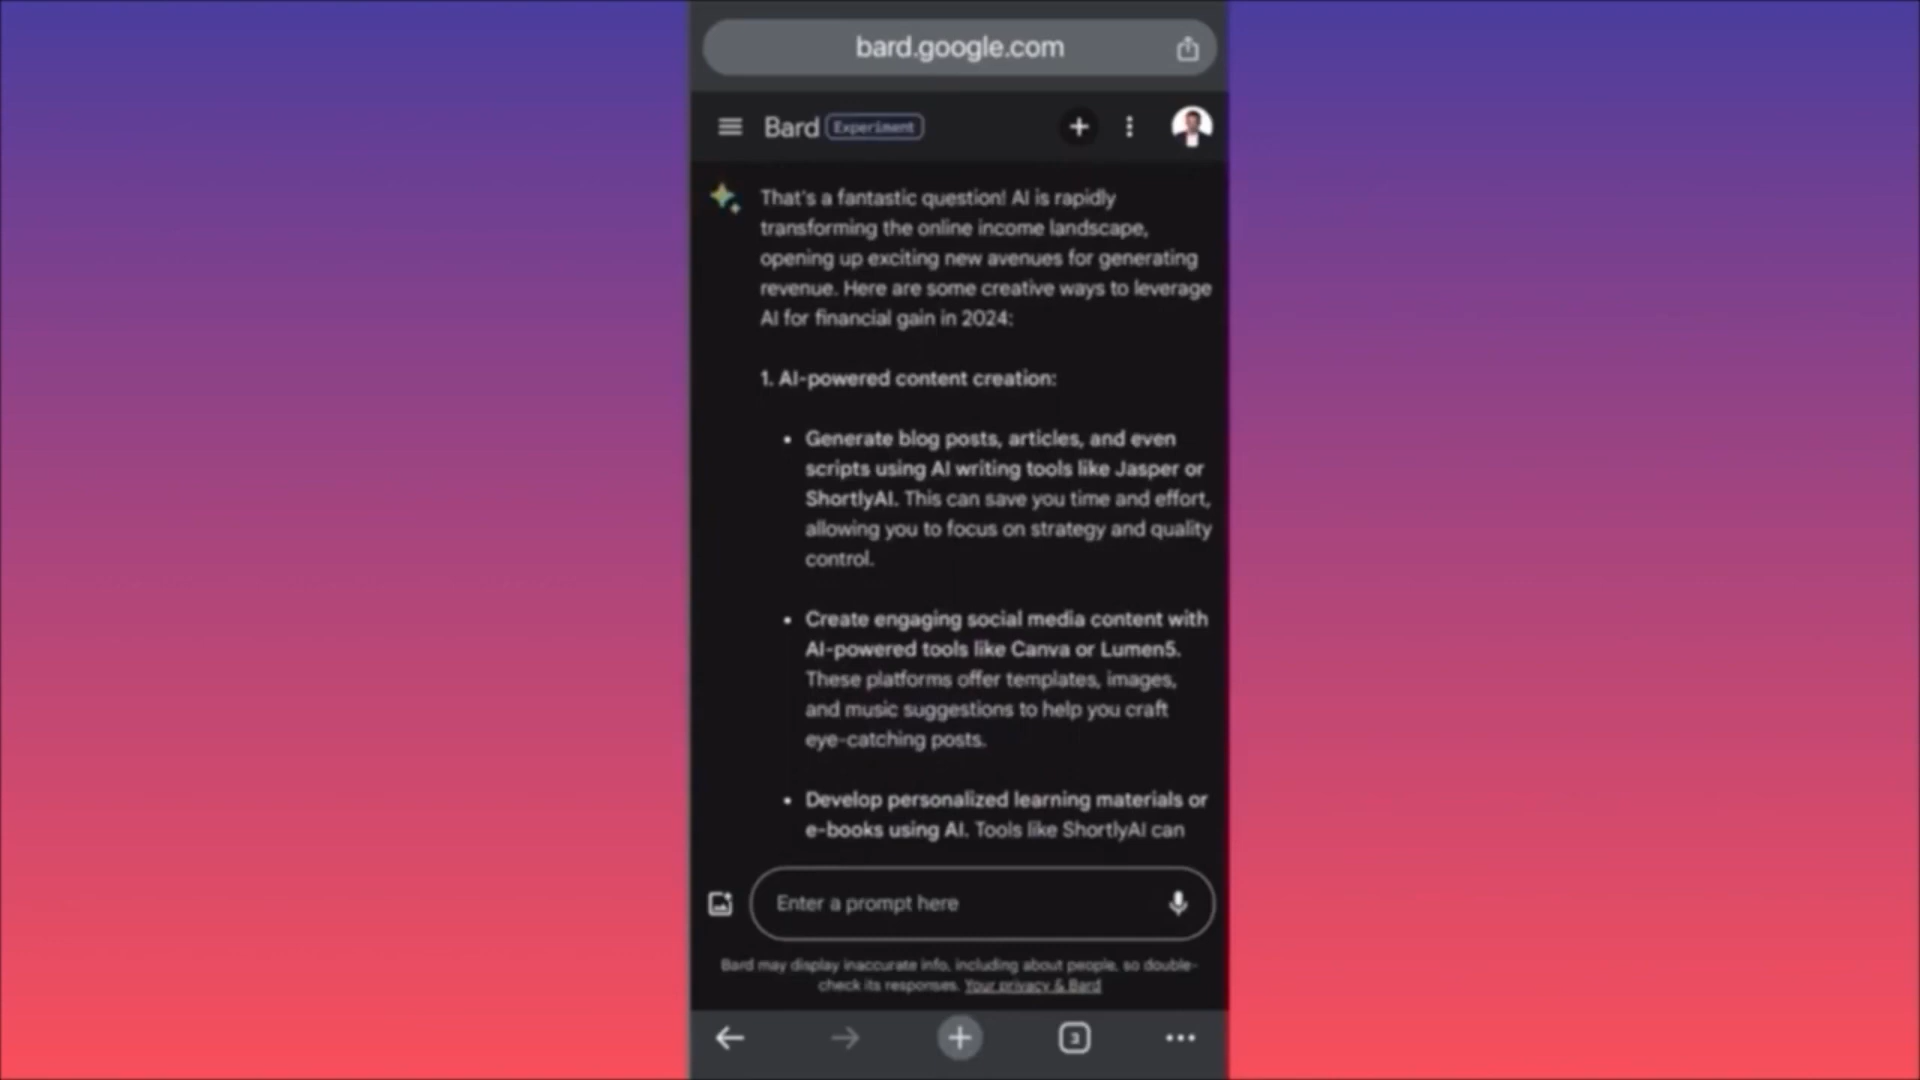 bard.google.com
Bard Experiment
That's a fantastic question! AI is rapidly
transforming the online income landscape,
opening up exciting new avenues for generating
revenue. Here are some creative ways to leverage
AI for financial gain in 2024:
1. AI-powered content creation:
• Generate blog posts, articles, and even
scripts using AI writing tools like Jasper or
ShortlyAI. This can save you time and effort,
allowing you to focus on strategy and quality
control.
• Create engaging social media content with
AI-powered tools like Canva or Lumen5.
These platforms offer templates, images,
and music suggestions to help you craft
eye-catching posts.
• Develop personalized learning materials or
e-books using AI. Tools like ShortlyAI can
Enter a prompt here
Bard may display inaccurate info, including about people, so double-
check its responses. Your privacy & Bard
3